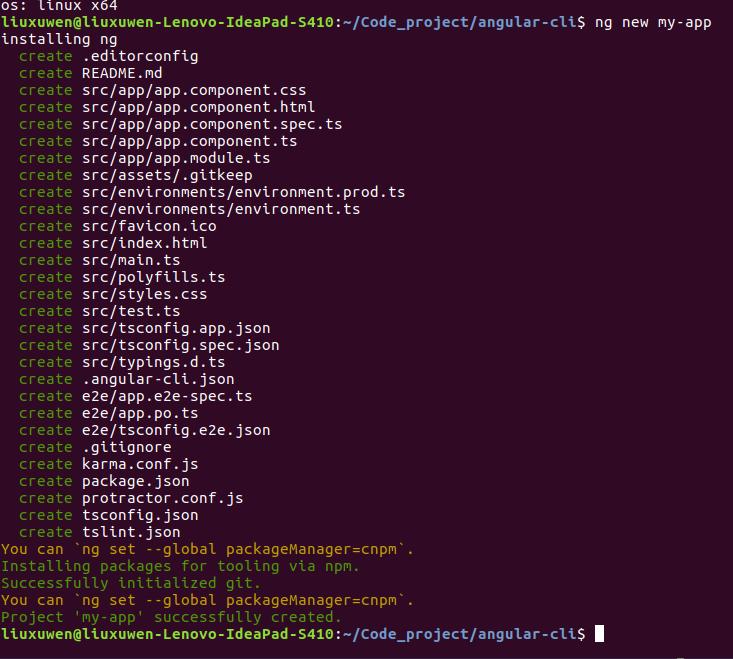 os: linux x64
liuxuwen@liuxuwen-Lenovo-IdeaPad-S410:~/Code_project/angular-cli$ ng new my-app
installing ng
  create .editorconfig
  create README.md
  create src/app/app.component.css
  create src/app/app.component.html
  create src/app/app.component.spec.ts
  create src/app/app.component.ts
  create src/app/app.module.ts
  create src/assets/.gitkeep
  create src/environments/environment.prod.ts
  create src/environments/environment.ts
  create src/favicon.ico
  create src/index.html
  create src/main.ts
  create src/polyfills.ts
  create src/styles.css
  create src/test.ts
  create src/tsconfig.app.json
  create src/tsconfig.spec.json
  create src/typings.d.ts
  create .angular-cli.json
  create e2e/app.e2e-spec.ts
  create e2e/app.po.ts
  create e2e/tsconfig.e2e.json
  create .gitignore
  create karma.conf.js
  create package.json
  create protractor.conf.js
  create tsconfig.json
  create tslint.json
You can `ng set --global packageManager=cnpm`.
Installing packages for tooling via npm.
Successfully initialized git.
You can `ng set --global packageManager=cnpm`.
Project 'my-app' successfully created.
liuxuwen@liuxuwen-Lenovo-IdeaPad-S410:~/Code_project/angular-cli$